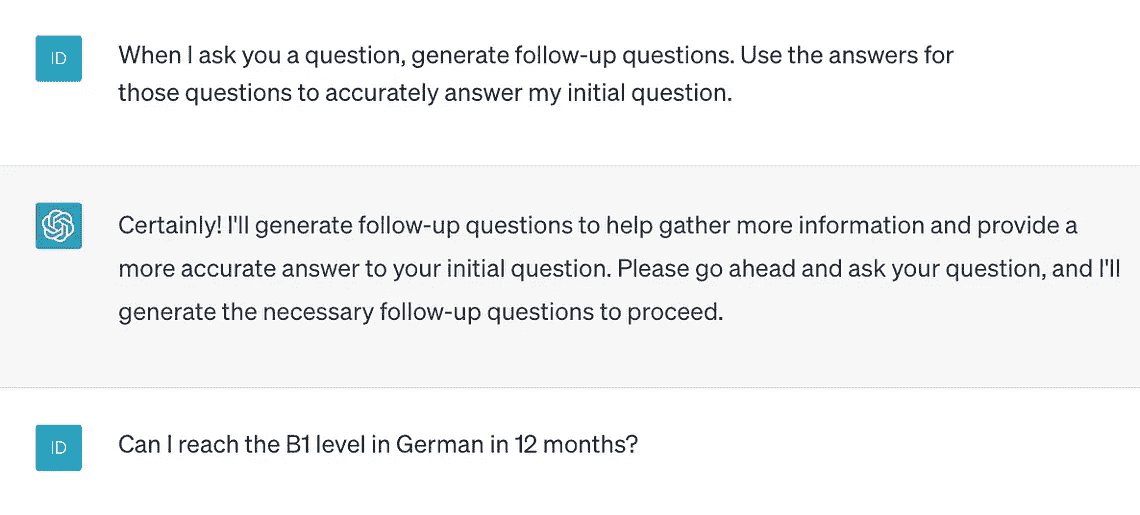 ID
When I ask you a question, generate follow-up questions. Use the answers for
those questions to accurately answer my initial question.
Certainly! I'll generate follow-up questions to help gather more information and provide a
more accurate answer to your initial question. Please go ahead and ask your question, and I'll
generate the necessary follow-up questions to proceed.
ID
Can I reach the B1 level in German in 12 months?